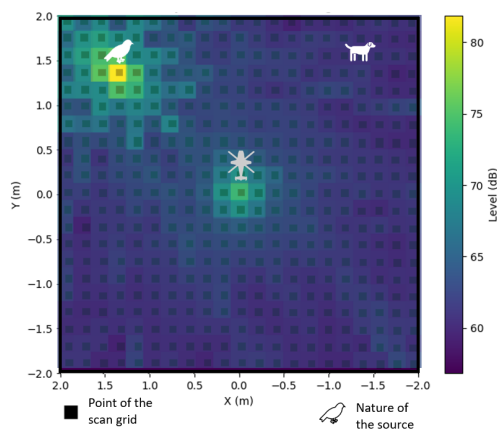 2.0
1.5
1.0
0.5
0.0
−0.5
−1.0
−1.5
−2.0
Y (m)
2.0 1.5 1.0 0.5 0.0 −0.5 −1.0 −1.5 −2.0
X (m)
80
75
70
65
60
Level (dB)
Point of the
scan grid
Nature of
the source